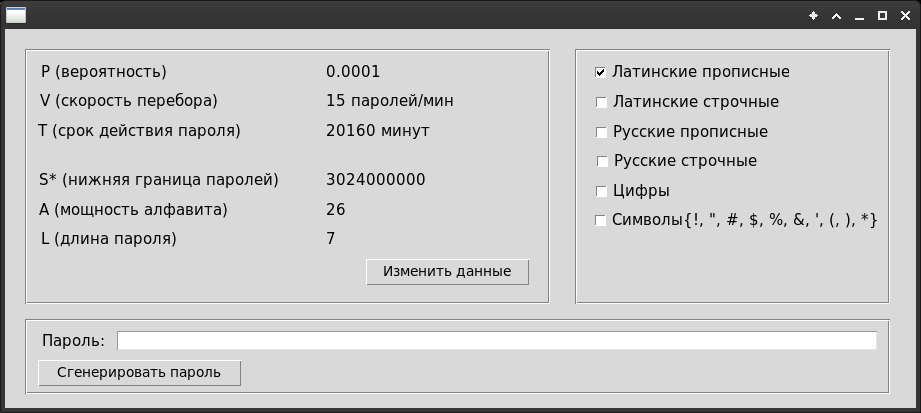 P (вероятность) 0.0001
V (скорость перебора) 15 паролей/мин
T (срок действия пароля) 20160 минут
S* (нижняя граница паролей) 3024000000
A (мощность алфавита) 26
L (длина пароля) 7
Изменить данные
Латинские прописные
Латинские строчные
Русские прописные
Русские строчные
Цифры
Символы{!, ", #, $, %, &, ', (, ), *}
Пароль:
Сгенерировать пароль